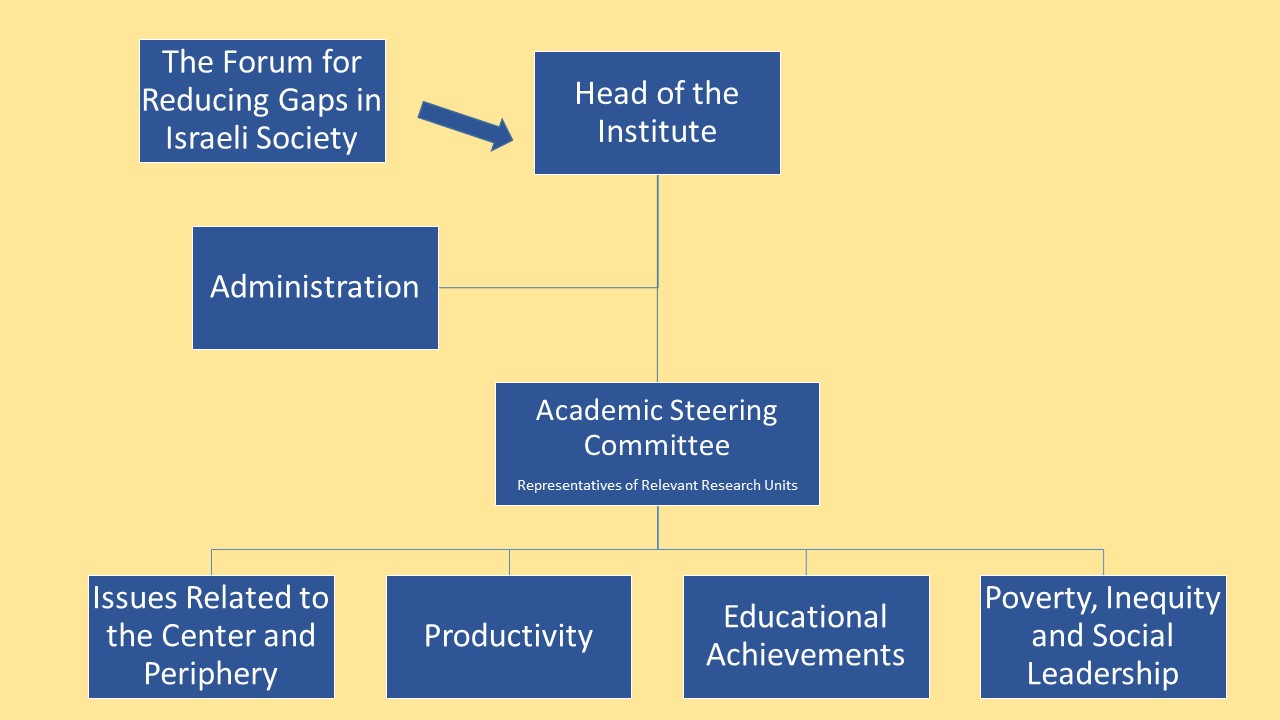 The Forum for
Reducing Gaps in
Israeli Society
Head of the
Institute
Administration
Academic Steering
Committee
Representatives of Relevant Research Units
Issues Related to
the Center and
Periphery
Productivity
Educational
Achievements
Poverty, Inequity
and Social
Leadership